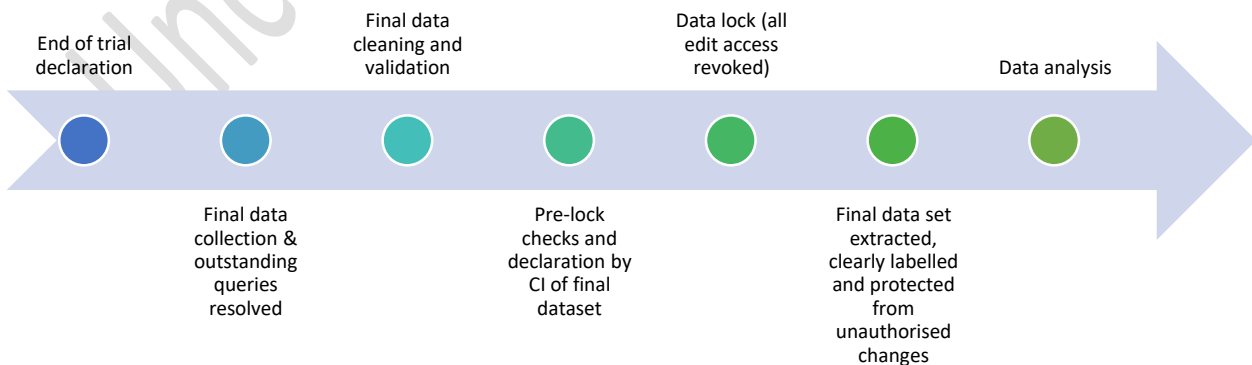 End of trial
declaration
Final data
collection &
outstanding
queries
resolved
Final data
cleaning and
validation
Pre-lock
checks and
declaration by
CI of final
dataset
Data lock (all
edit access
revoked)
Final data set
extracted,
clearly labelled
and protected
from
unauthorised
changes
Data analysis